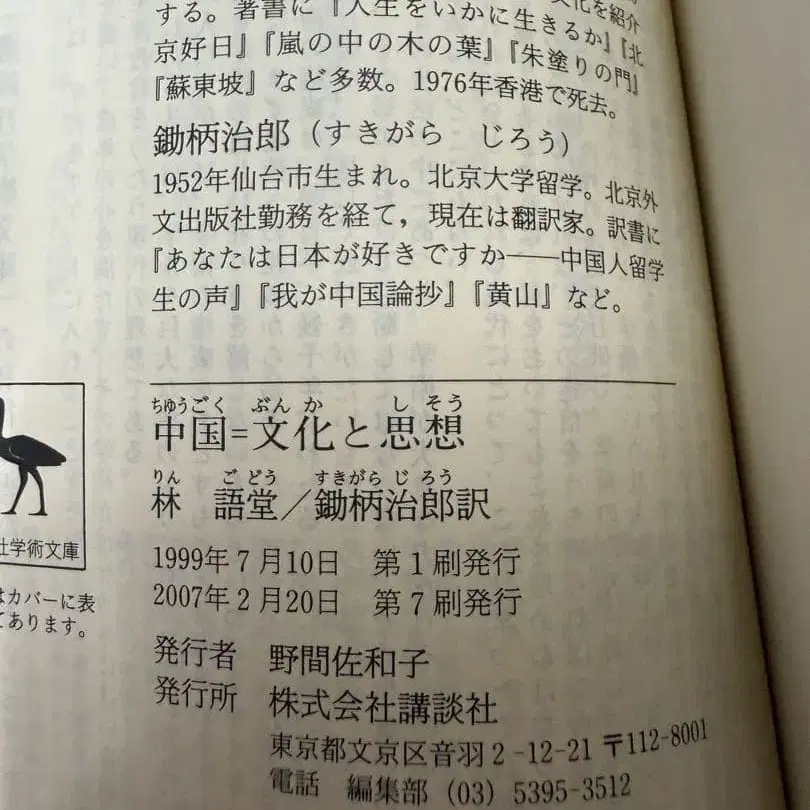 化を紹介
する。著書に『人生をいかに生きるか』『北
京好日』『嵐の中の木の葉』『朱塗りの門』
『蘇東坡』など多数。1976年香港で死去。
鋤柄治郎（すきがら　じろう）
1952年仙台市生まれ。北京大学留学。北京外
文出版社勤務を経て，現在は翻訳家。訳書に
『あなたは日本が好きですか——中国人留学
生の声』『我が中国論抄』『黄山』など。
ちゅうごく ぶん か し そう
中国=文化と思想
りん ご どう すきがら じ ろう
林 語堂／鋤柄治郎訳
1999年7月10日　第1刷発行
2007年2月20日　第7刷発行
発行者　野間佐和子
発行所　株式会社講談社
東京都文京区音羽2-12-21 〒112-8001
電話　編集部（03）5395-3512
社学術文庫
はカバーに表
てあります。